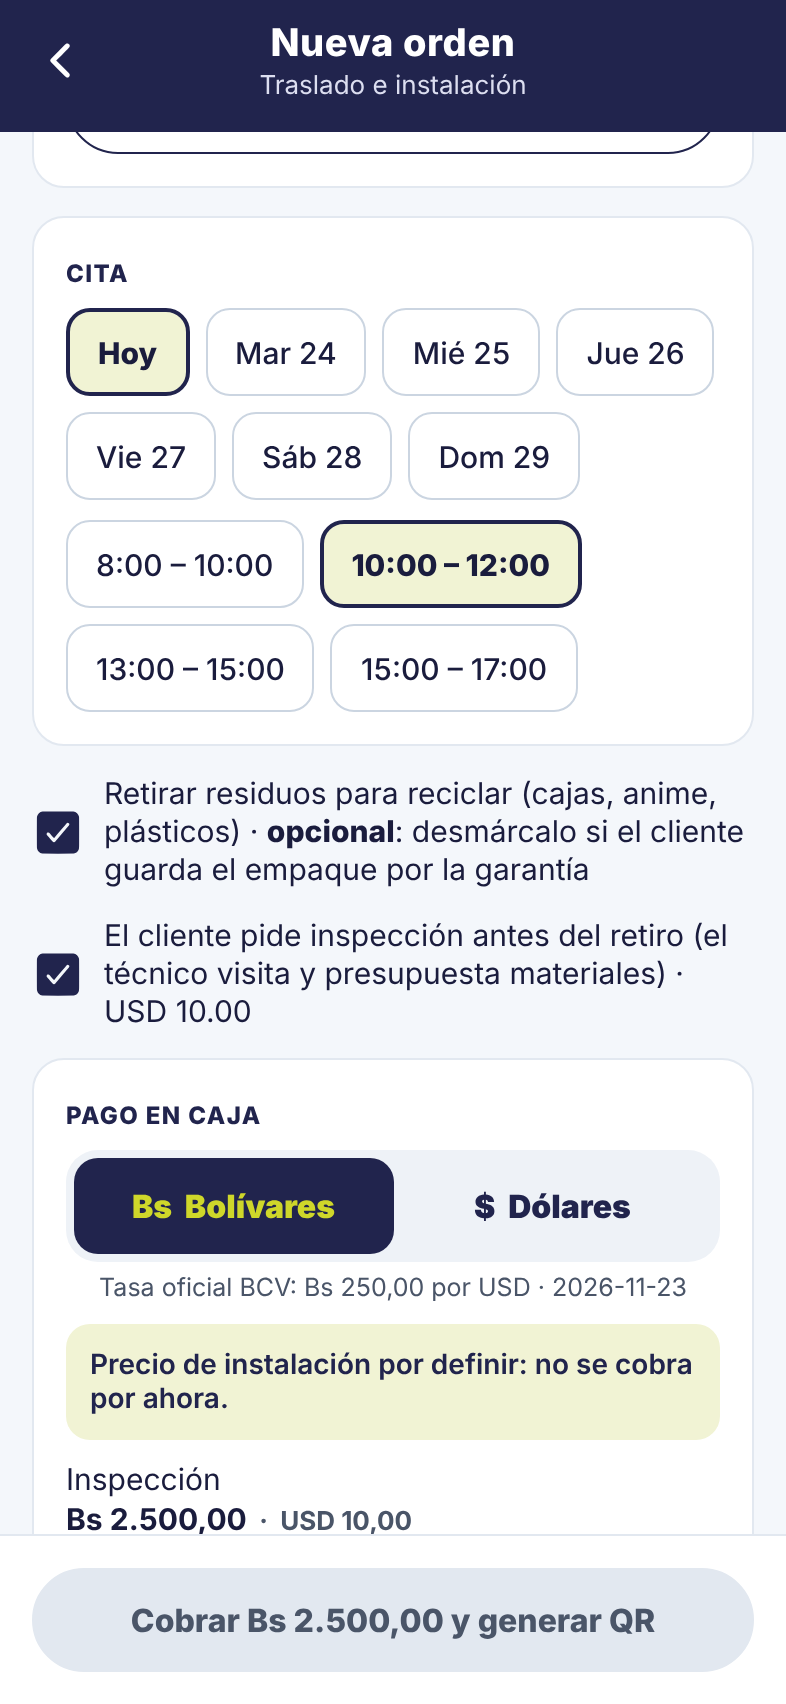 Nueva orden
Traslado e instalación
CITA
Hoy
Mar 24
Mié 25
Jue 26
Vie 27
Sáb 28
Dom 29
8:00 – 10:00
10:00 – 12:00
13:00 – 15:00
15:00 – 17:00
Retirar residuos para reciclar (cajas, anime,
plásticos) · opcional: desmárcalo si el cliente
guarda el empaque por la garantía
El cliente pide inspección antes del retiro (el
técnico visita y presupuesta materiales) ·
USD 10.00
PAGO EN CAJA
Bs Bolívares
$ Dólares
Tasa oficial BCV: Bs 250,00 por USD · 2026-11-23
Precio de instalación por definir: no se cobra
por ahora.
Inspección
Bs 2.500,00 · USD 10,00
Cobrar Bs 2.500,00 y generar QR